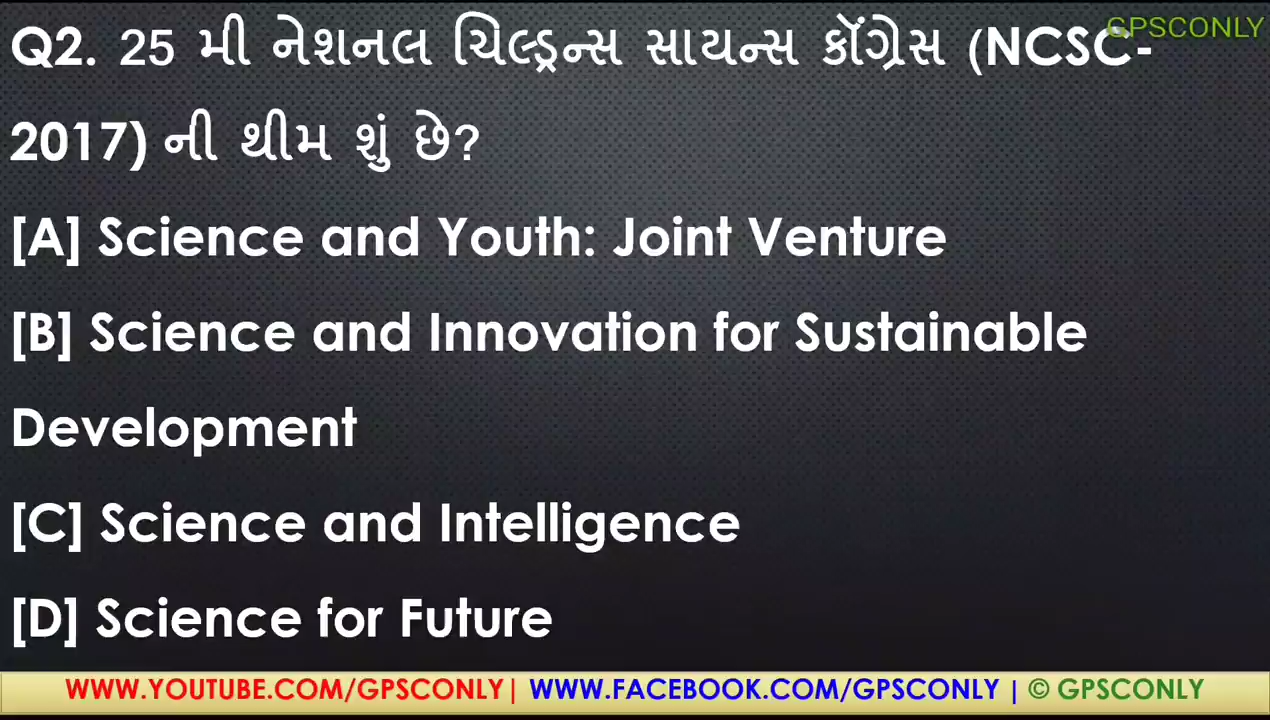 GPSCONLY
Q2. 25 મી નેશનલ ચિલ્ડ્રન્સ સાયન્સ કૉંગ્રેસ (NCSC-
2017) ની થીમ શું છે?
[A] Science and Youth: Joint Venture
[B] Science and Innovation for Sustainable
Development
[C] Science and Intelligence
[D] Science for Future
WWW.YOUTUBE.COM/GPSCONLY | WWW.FACEBOOK.COM/GPSCONLY | © GPSCONLY